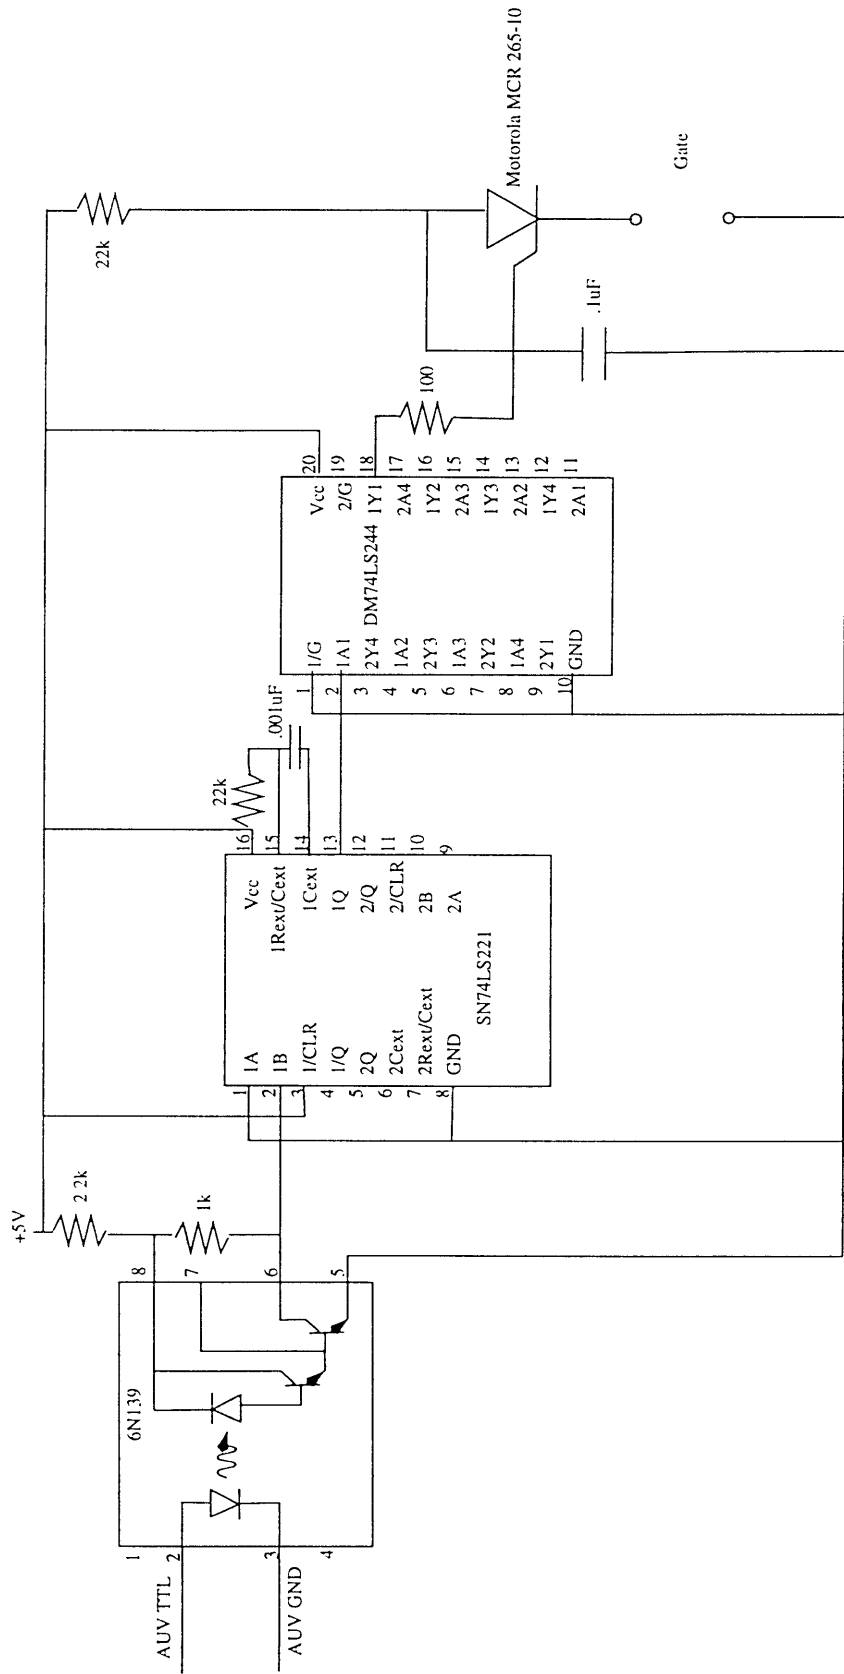 AUV TTL
AUV GND
1
2
3
4
6N139
8
7
6
5
+5V
2 2k
1k
1
2
3
4
5
6
7
8
1A
1B
1/CLR
1/Q
2Q
2Cext
2Rext/Cext
GND
SN74LS221
Vcc
1Rext/Cext
1Cext
1Q
2/Q
2/CLR
2B
2A
16
15
14
13
12
11
10
9
22k
.001uF
1
2
3
4
5
6
7
8
9
10
1/G
1A1
2Y4
1A2
2Y3
1A3
2Y2
1A4
2Y1
GND
DM74LS244
Vcc
2/G
1Y1
2A4
1Y2
2A3
1Y3
2A2
1Y4
2A1
20
19
18
17
16
15
14
13
12
11
100
.1uF
22k
Motorola MCR 265-10
Gate